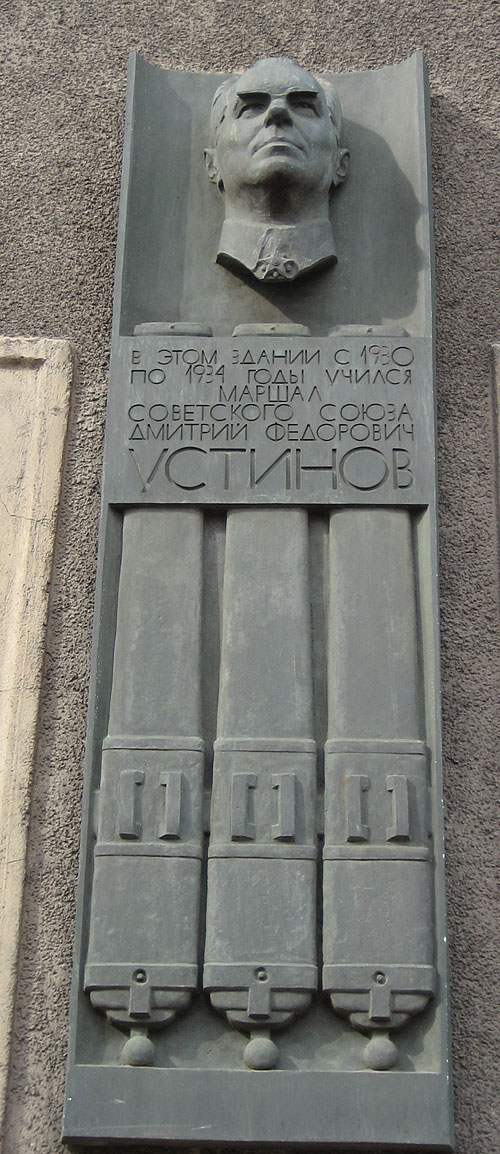 В ЭТОМ ЗДАНИИ С 1930
ПО 1934 ГОДЫ УЧИЛСЯ
МАРШАЛ
СОВЕТСКОГО СОЮЗА
ДМИТРИЙ ФЕДОРОВИЧ
УСТИНОВ